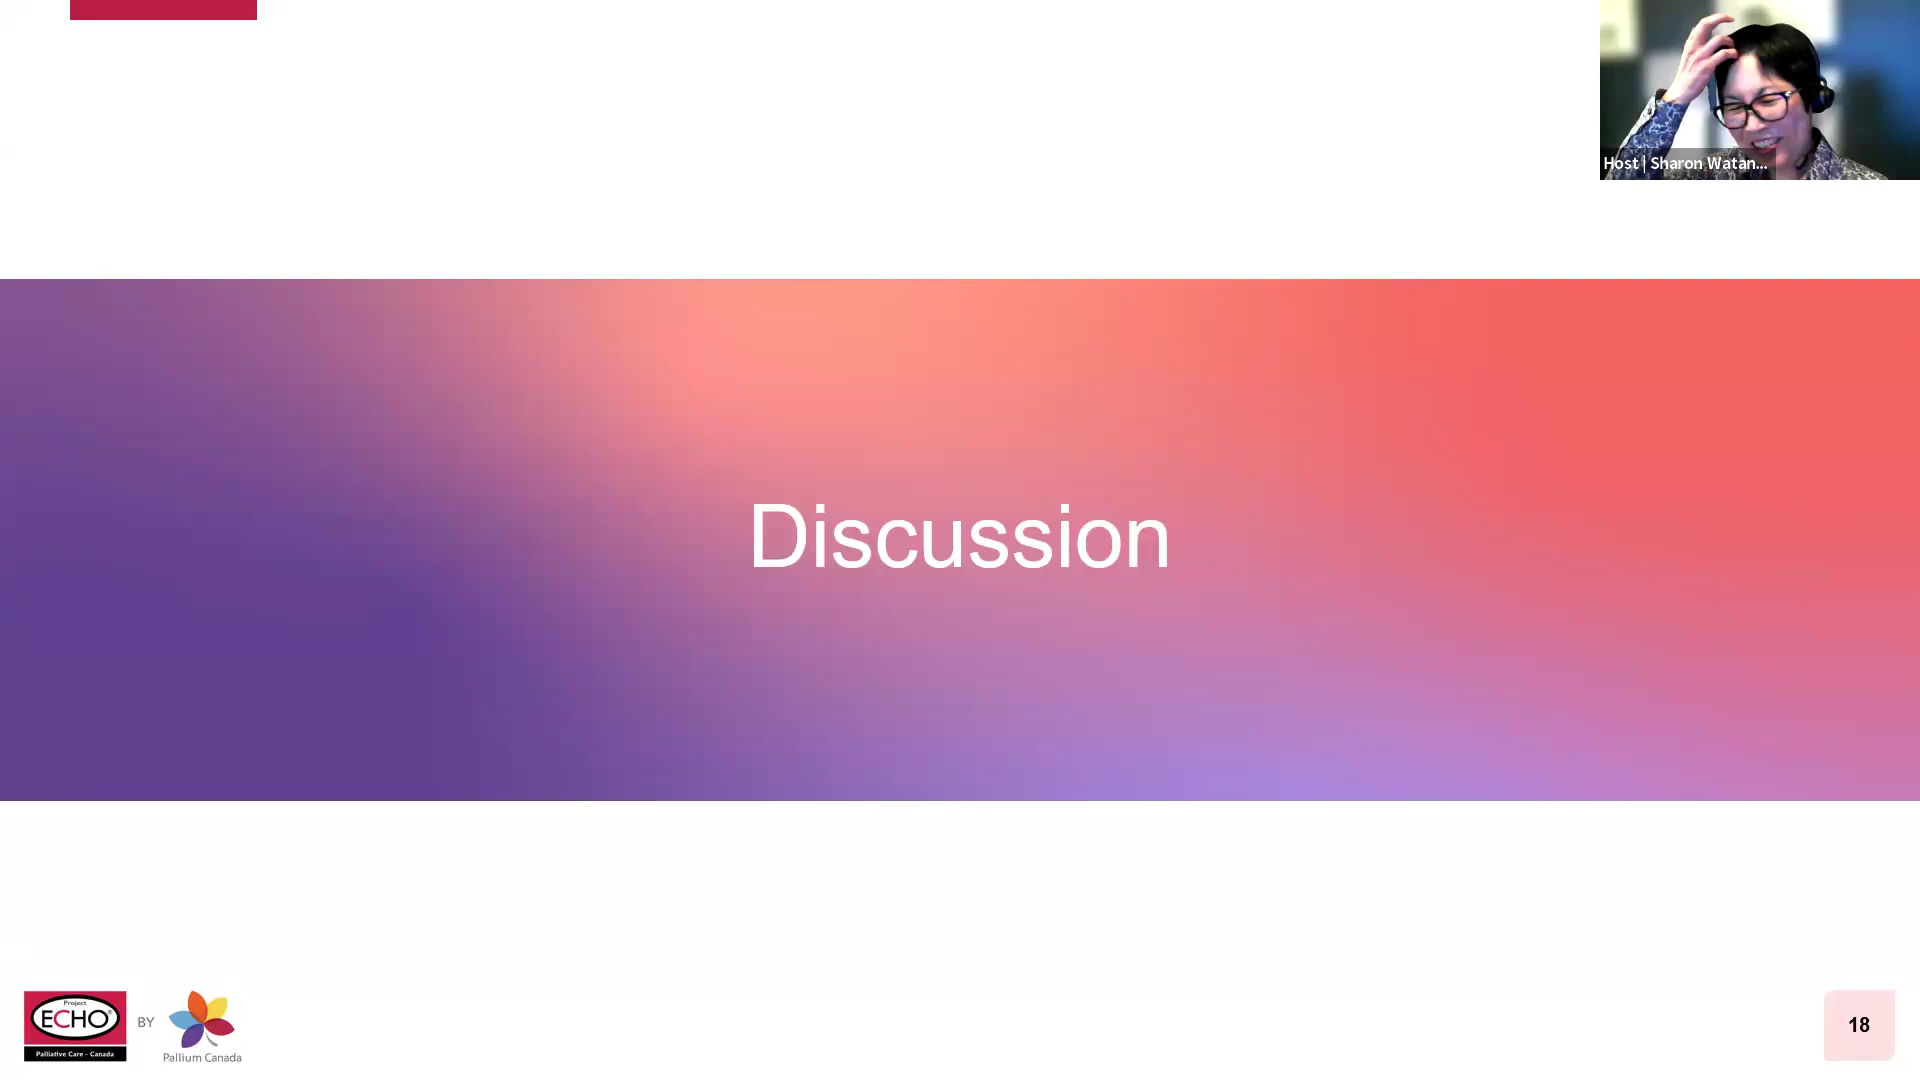 Host | Sharon Watan...
Discussion
Project
ECHO®
Palliative Care - Canada
BY
Pallium Canada
18